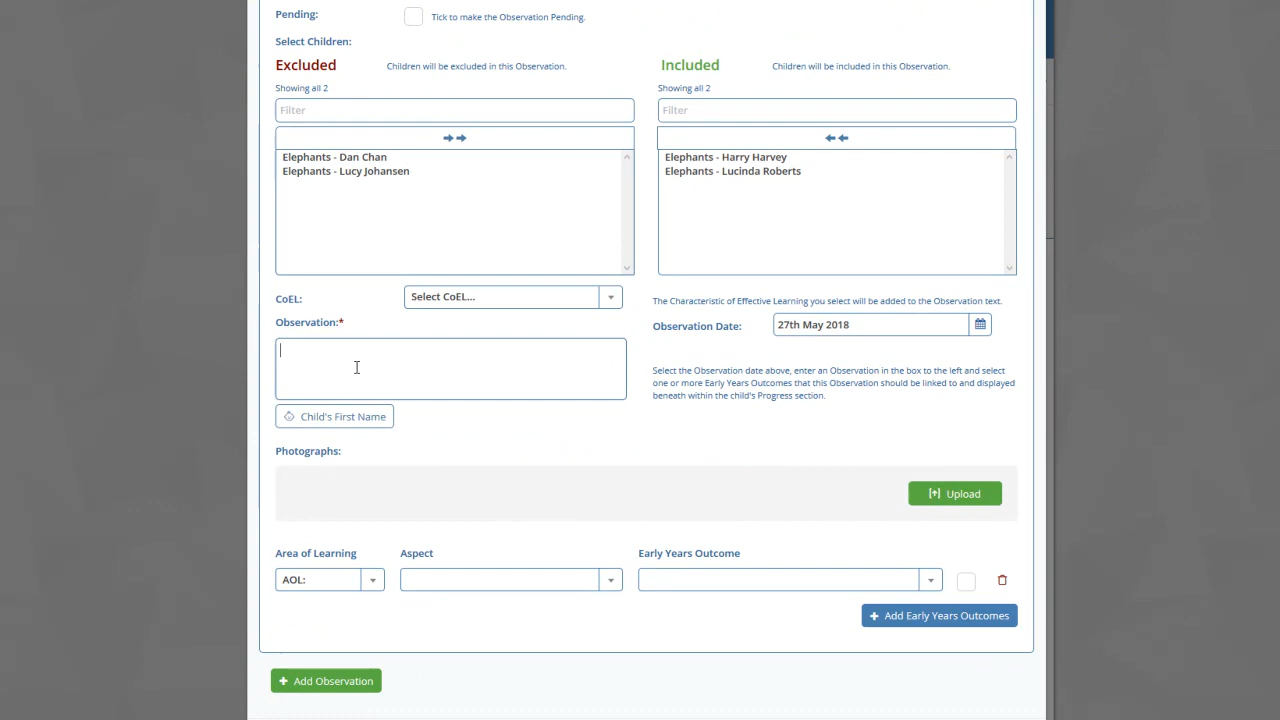 Pending:
Tick to make the Observation Pending.
Select Children:
Excluded
Children will be excluded in this Observation.
Included
Children will be included in this Observation.
Showing all 2
Showing all 2
Filter
Filter
Elephants - Dan Chan
Elephants - Lucy Johansen
Elephants - Harry Harvey
Elephants - Lucinda Roberts
CoEL:
Select CoEL...
The Characteristic of Effective Learning you select will be added to the Observation text.
Observation:*
Observation Date:
27th May 2018
Select the Observation date above, enter an Observation in the box to the left and select
one or more Early Years Outcomes that this Observation should be linked to and displayed
beneath within the child's Progress section.
Child's First Name
Photographs:
Upload
Area of Learning
Aspect
Early Years Outcome
AOL:
Add Early Years Outcomes
Add Observation